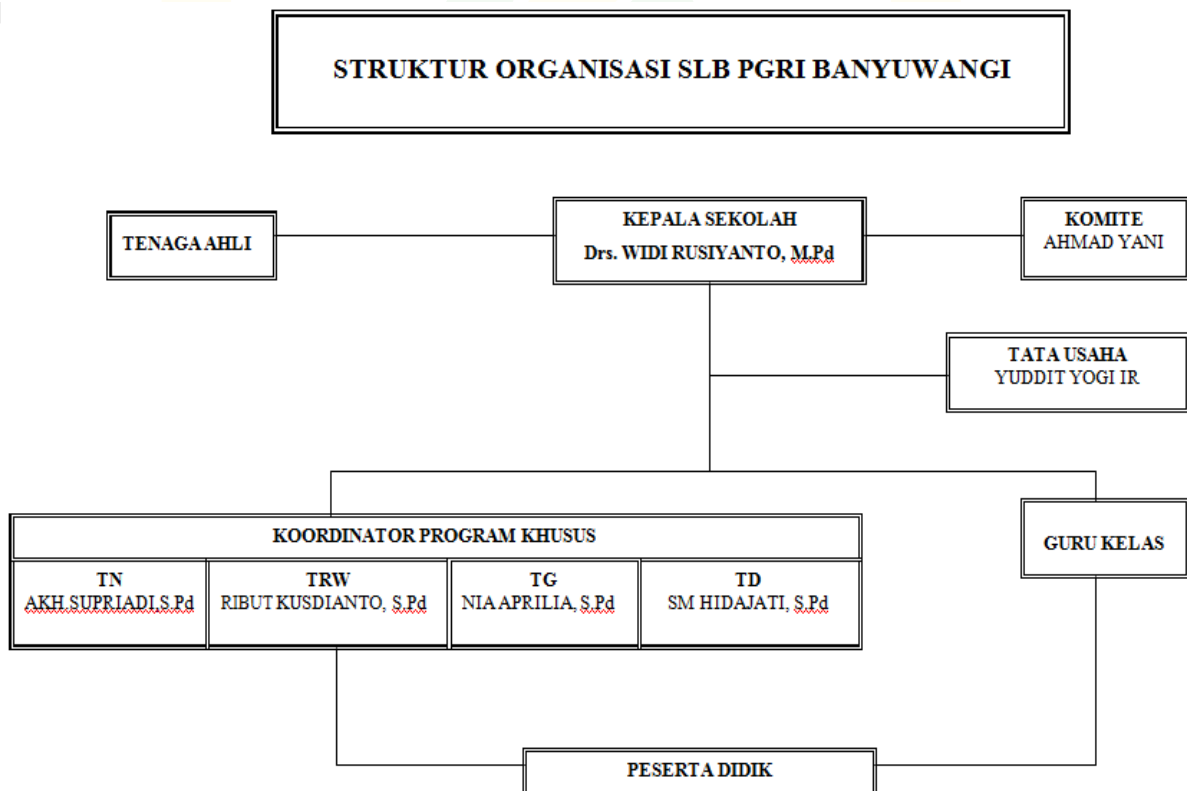 STRUKTUR ORGANISASI SLB PGRI BANYUWANGI
TENAGA AHLI
KEPALA SEKOLAH
Drs. WIDI RUSIYANTO, M.Pd
KOMITE
AHMAD YANI
TATA USAHA
YUDDIT YOGI IR
KOORDINATOR PROGRAM KHUSUS
TN
AKH.SUPRIADI,S.Pd
TRW
RIBUT KUSDIANTO, S.Pd
TG
NIA APRILIA, S.Pd
TD
SM HIDAJATI, S.Pd
GURU KELAS
PESERTA DIDIK